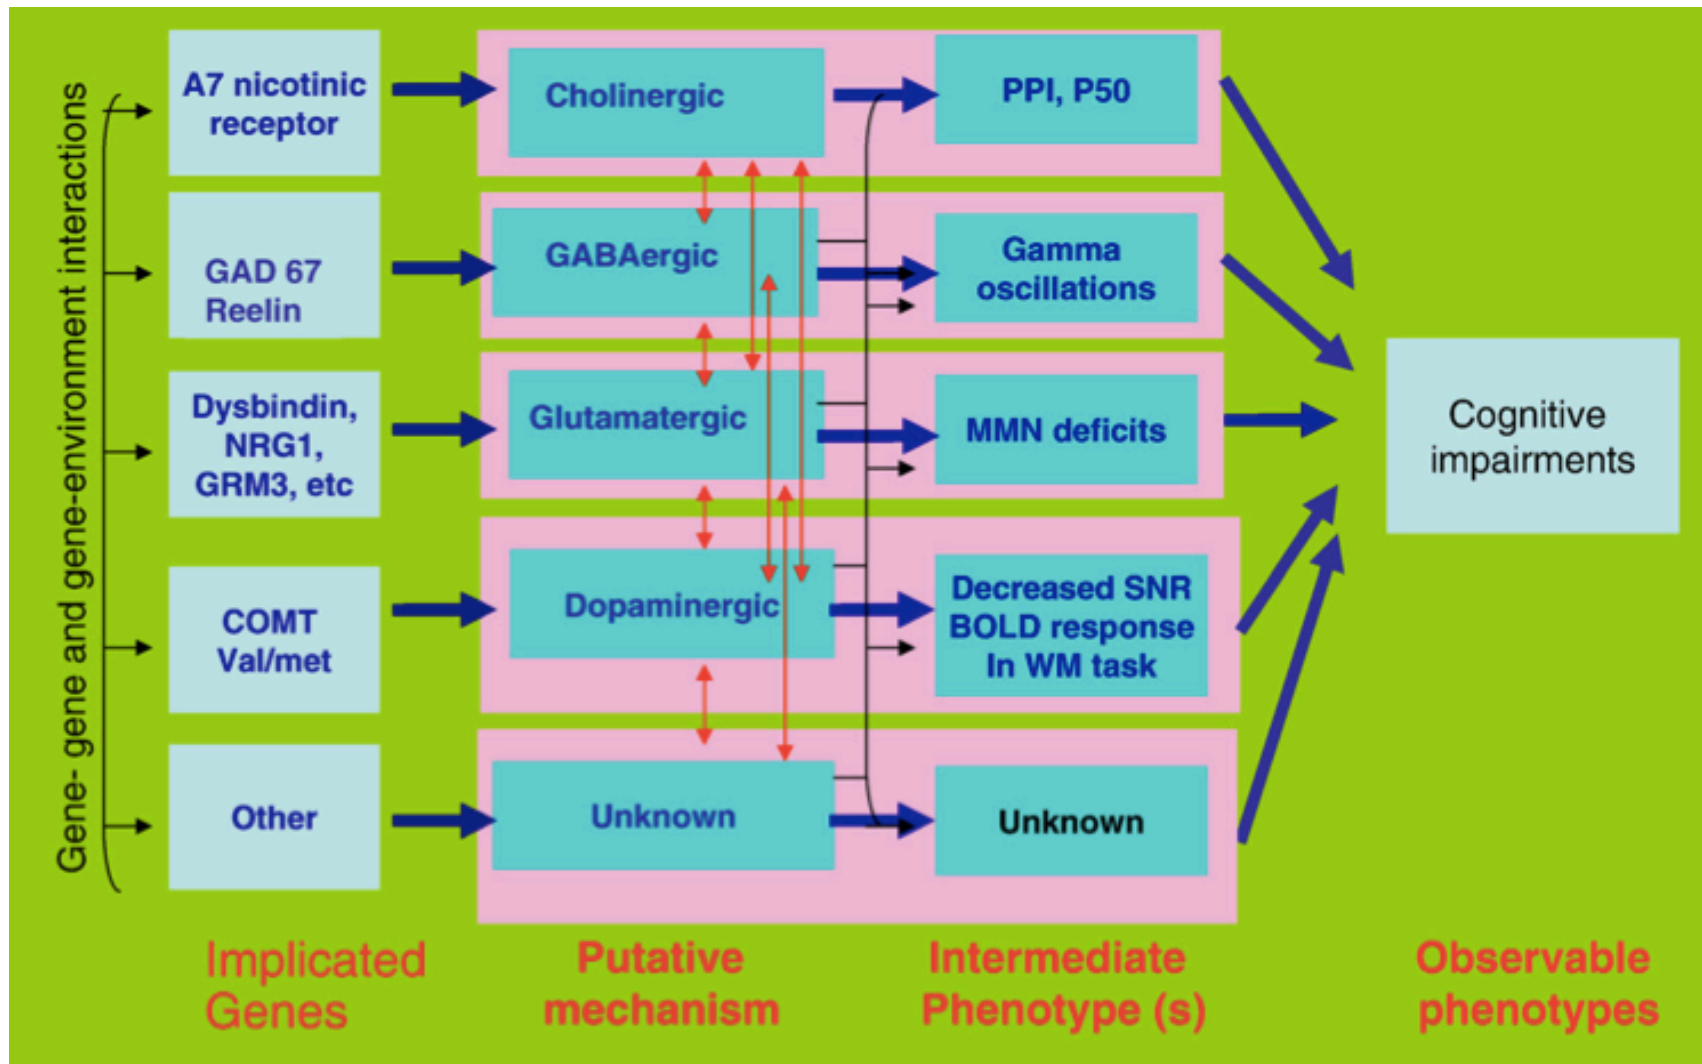 Gene- gene and gene-environment interactions
A7 nicotinic
receptor
Cholinergic
PPI, P50
GAD 67
Reelin
GABAergic
Gamma
oscillations
Dysbindin,
NRG1,
GRM3, etc
Glutamatergic
MMN deficits
Cognitive
impairments
COMT
Val/met
Dopaminergic
Decreased SNR
BOLD response
In WM task
Other
Unknown
Unknown
Implicated
Genes
Putative
mechanism
Intermediate
Phenotype (s)
Observable
phenotypes